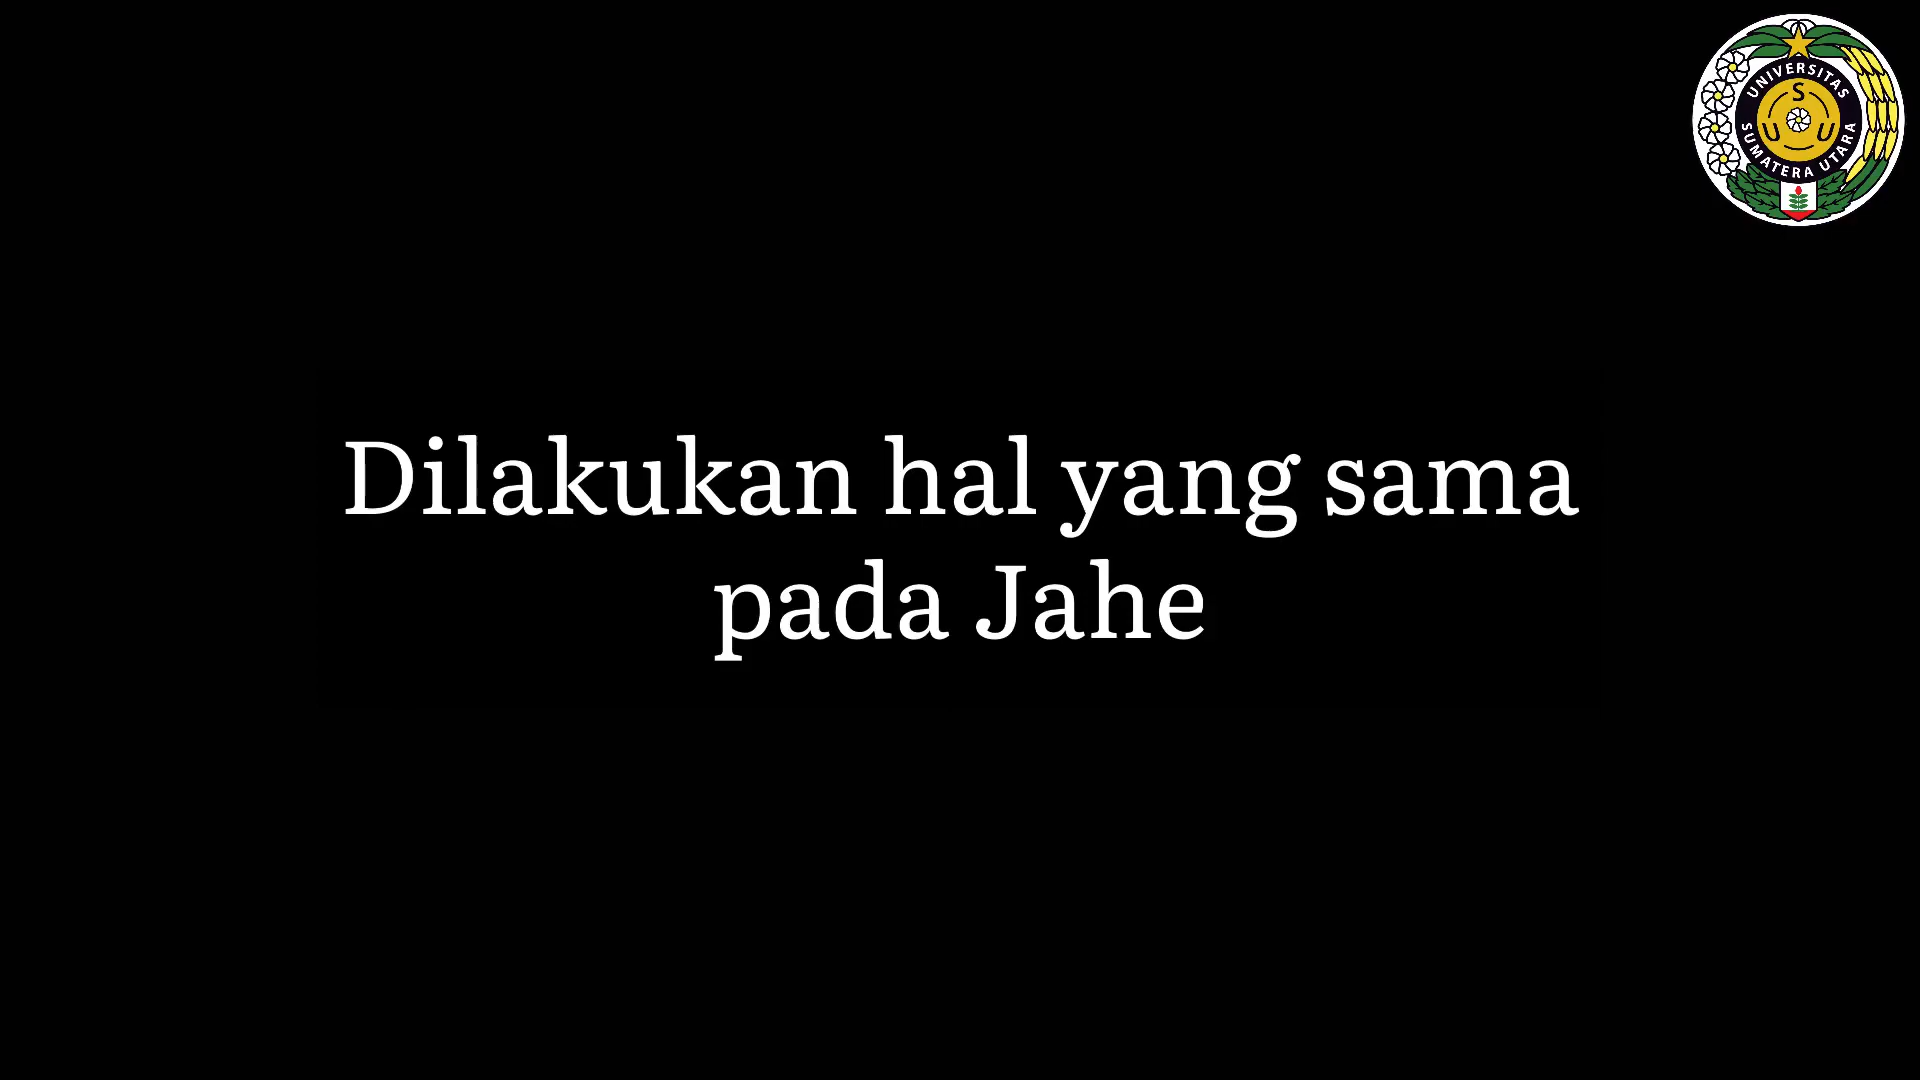 UNIVERSITAS
S
U U
SUMATERA UTARA
Dilakukan hal yang sama
pada Jahe